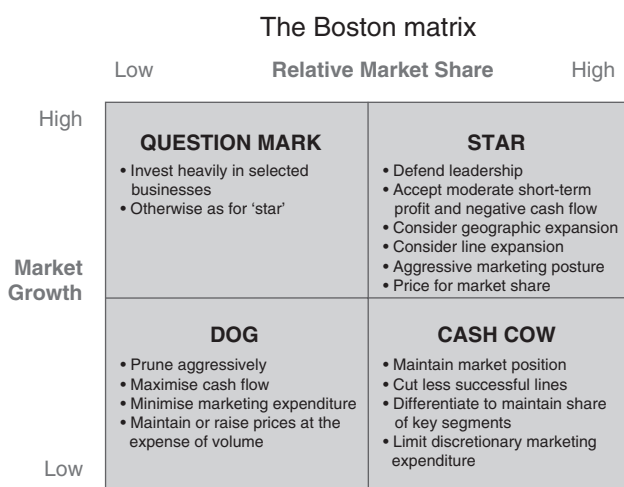 The Boston matrix
Low Relative Market Share High
High
QUESTION MARK
• Invest heavily in selected
businesses
• Otherwise as for ‘star’
STAR
• Defend leadership
• Accept moderate short-term
profit and negative cash flow
• Consider geographic expansion
• Consider line expansion
• Aggressive marketing posture
• Price for market share
Market
Growth
DOG
• Prune aggressively
• Maximise cash flow
• Minimise marketing expenditure
• Maintain or raise prices at the
expense of volume
CASH COW
• Maintain market position
• Cut less successful lines
• Differentiate to maintain share
of key segments
• Limit discretionary marketing
expenditure
Low